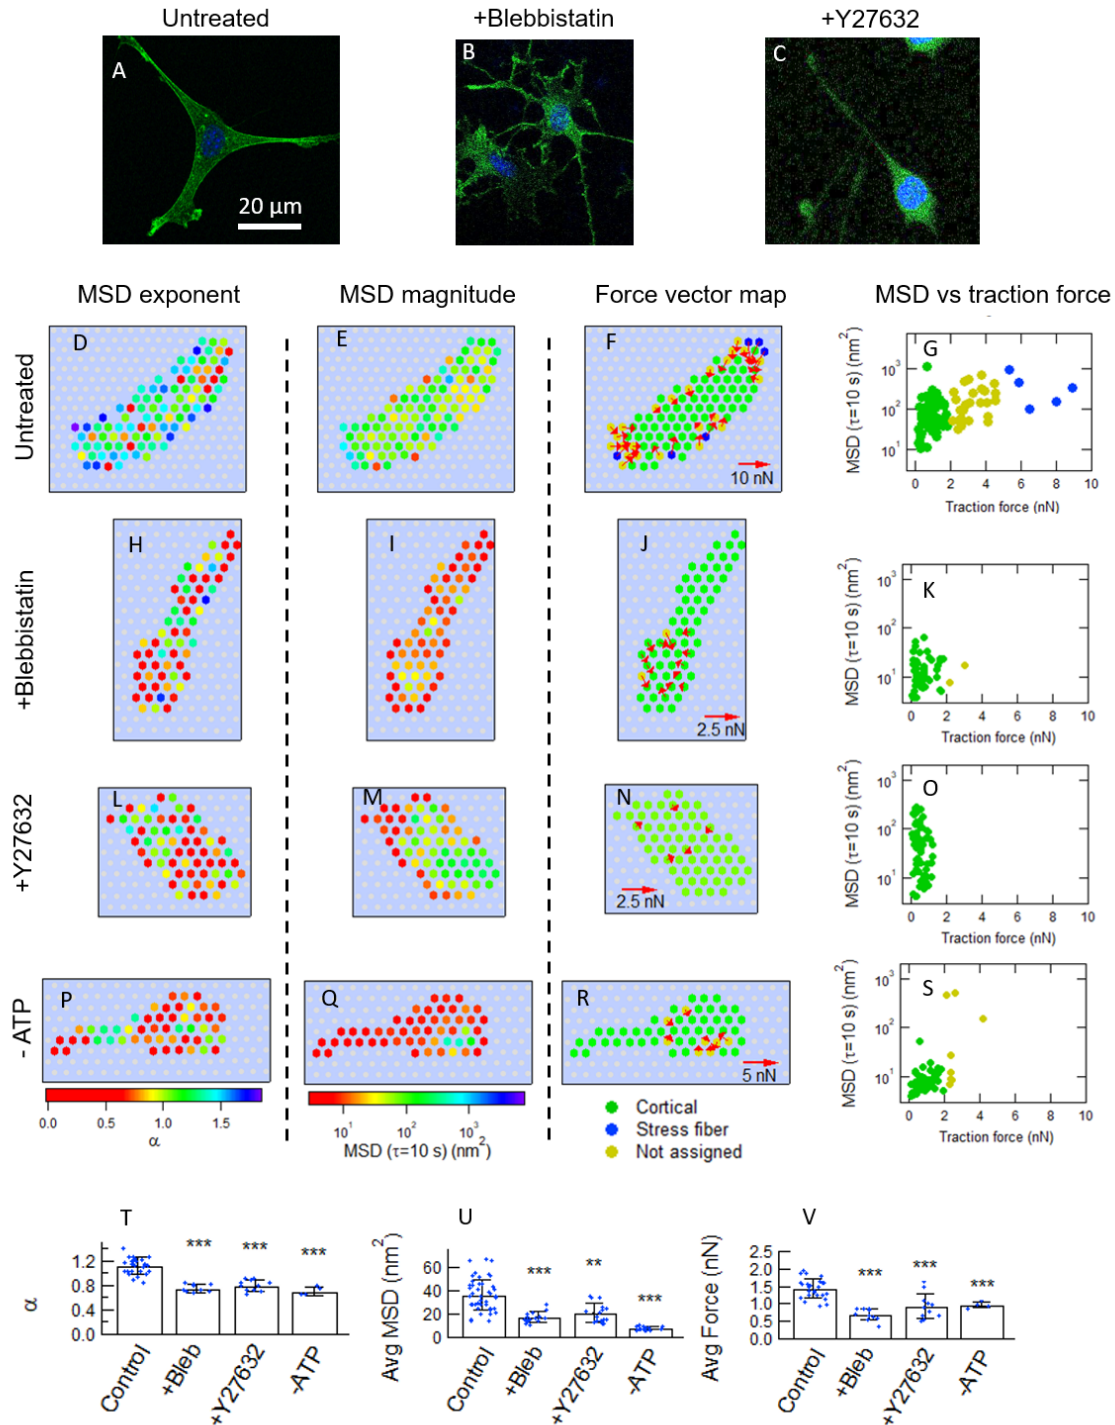 Untreated
+Blebbistatin
+Y27632
A
B
C
20 µm
MSD exponent
MSD magnitude
Force vector map
MSD vs traction force
Untreated
D
E
F
10 nN
G
MSD (τ=10 s) (nm²)
10³
10²
10¹
0 2 4 6 8 10
Traction force (nN)
+Blebbistatin
H
I
J
2.5 nN
K
MSD (τ=10 s) (nm²)
10³
10²
10¹
0 2 4 6 8 10
Traction force (nN)
+Y27632
L
M
N
2.5 nN
O
MSD (τ=10 s) (nm²)
10³
10²
10¹
0 2 4 6 8 10
Traction force (nN)
- ATP
P
Q
R
5 nN
S
MSD (τ=10 s) (nm²)
10³
10²
10¹
0 2 4 6 8 10
Traction force (nN)
0.0 0.5 1.0 1.5
α
10¹ 10² 10³
MSD (τ=10 s) (nm²)
Cortical
Stress fiber
Not assigned
T
α
1.2
0.8
0.4
0.0
*** *** ***
Control +Bleb +Y27632 -ATP
U
Avg MSD (nm²)
60
40
20
0
*** ** ***
Control +Bleb +Y27632 -ATP
V
Avg Force (nN)
2.5
2.0
1.5
1.0
0.5
0.0
*** *** ***
Control +Bleb +Y27632 -ATP